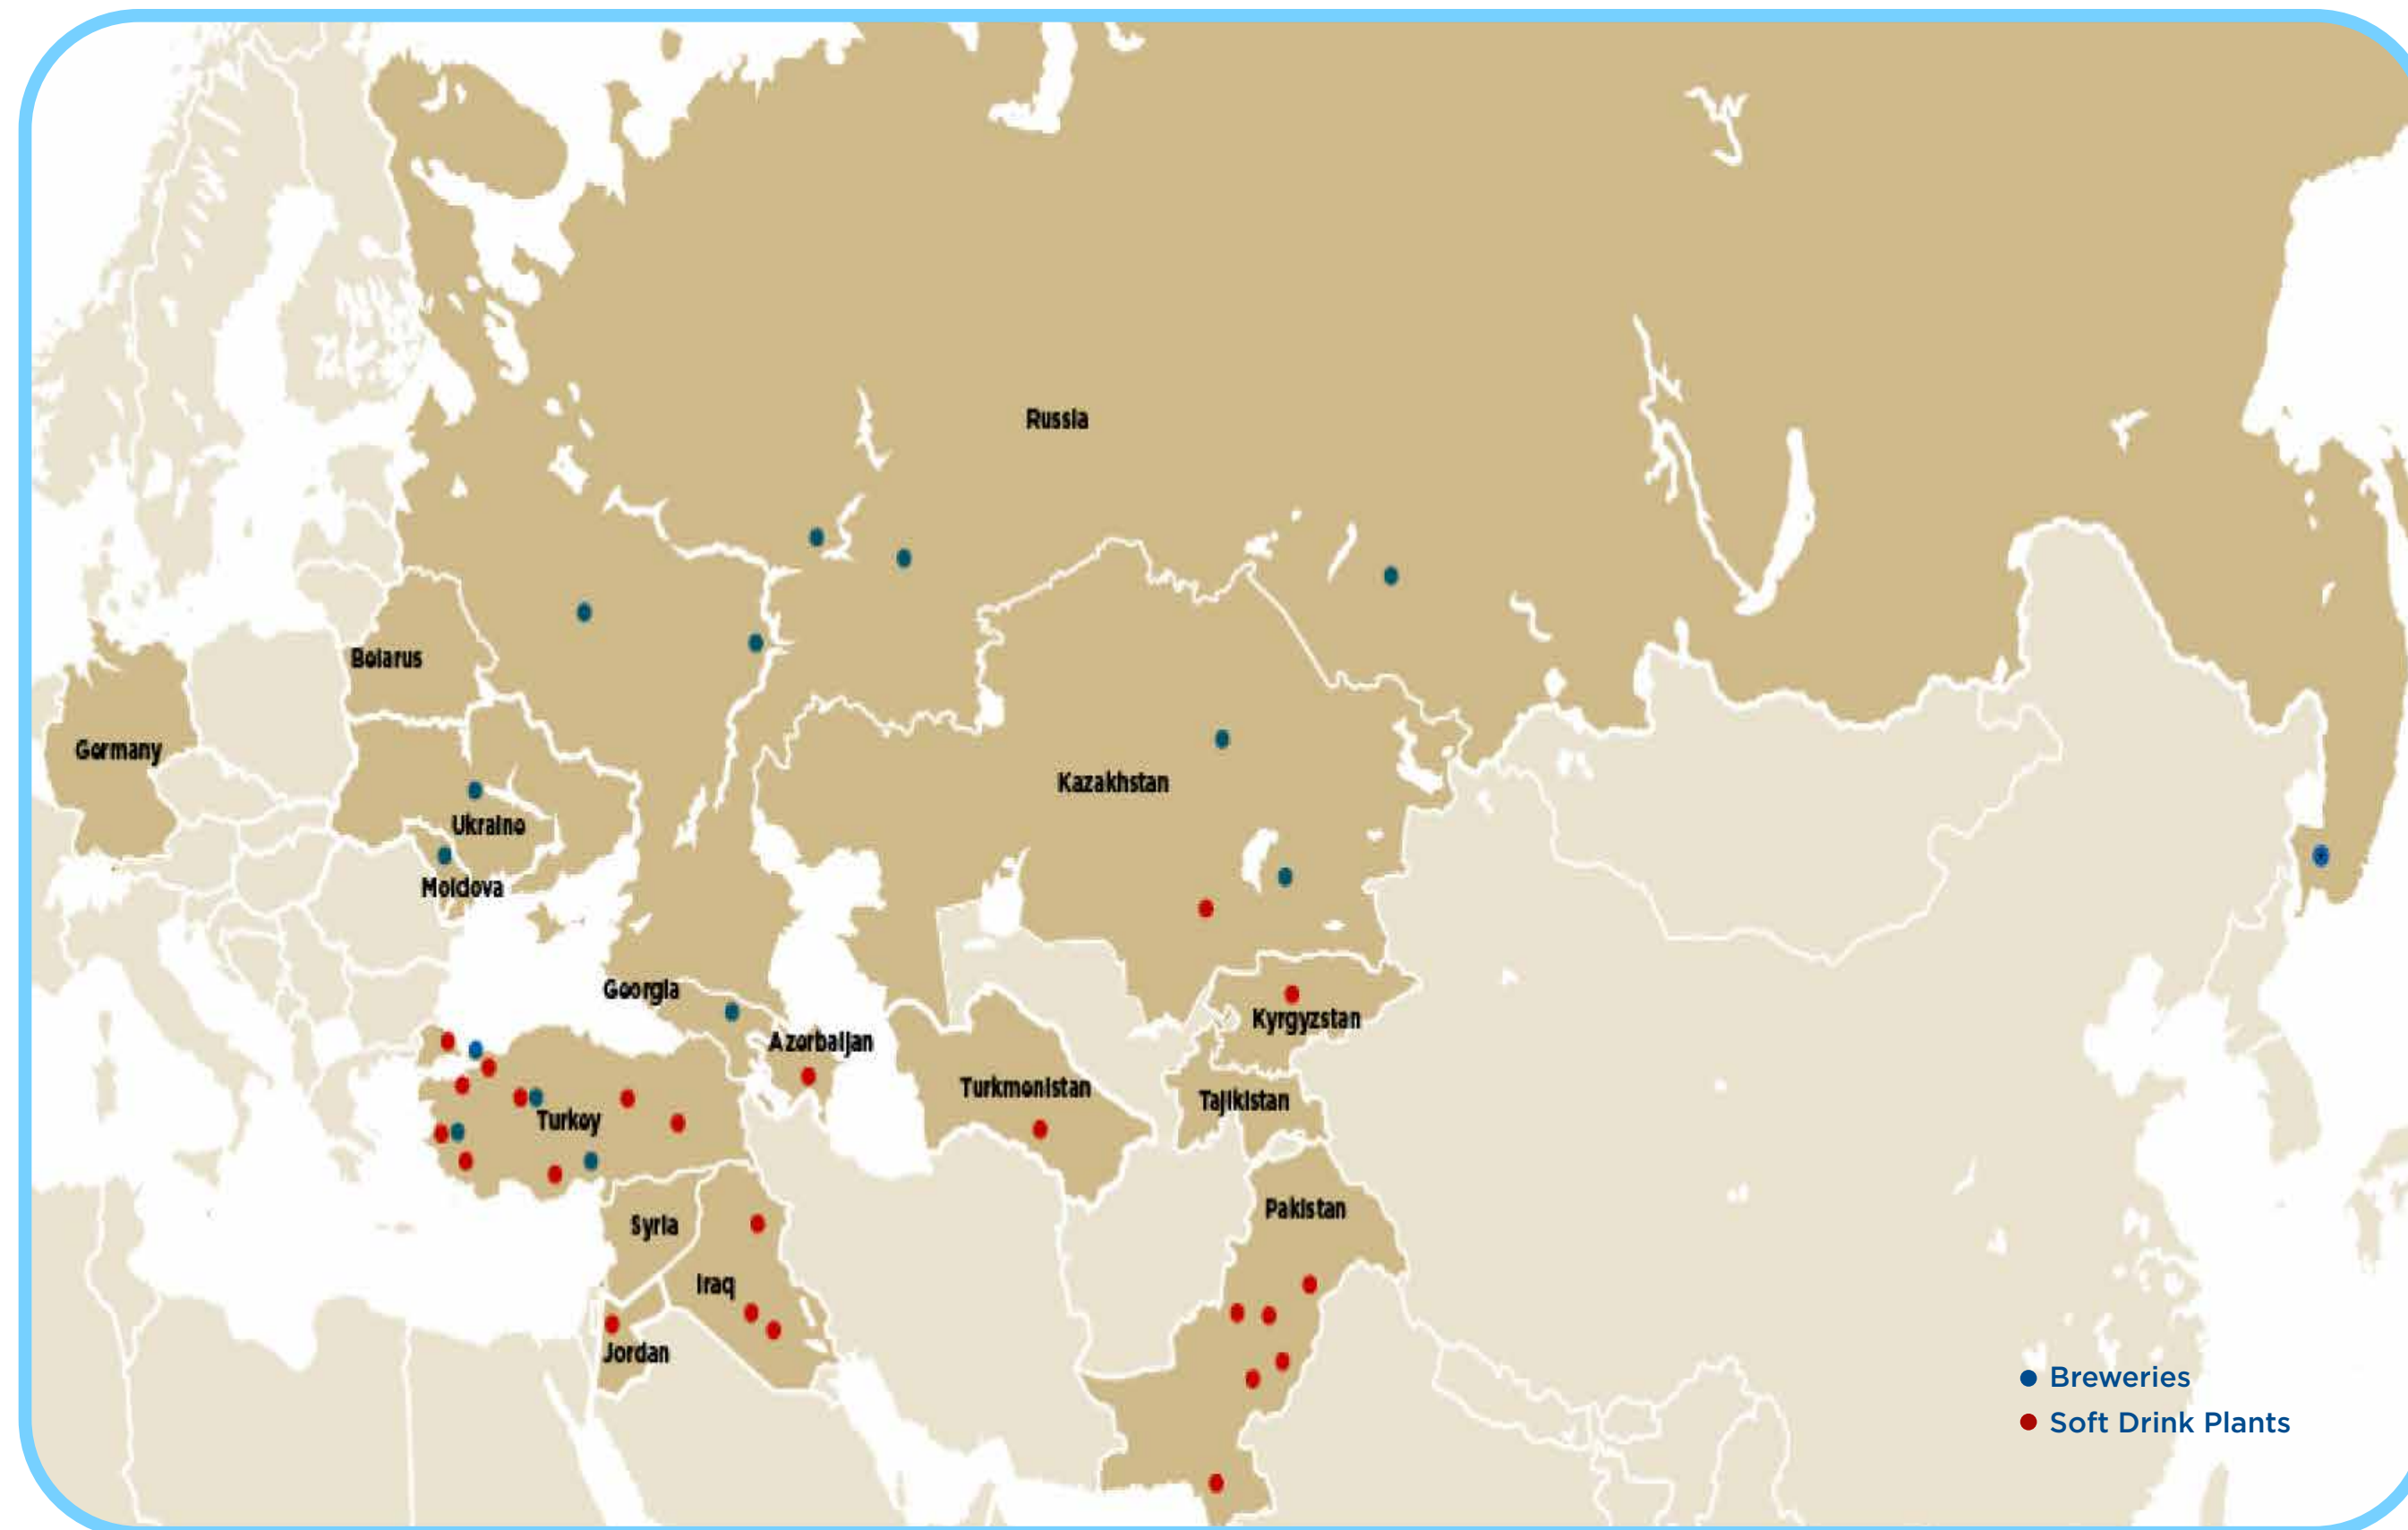 Russia
Belarus
Germany
Kazakhstan
Ukraine
Moldova
Georgia
Kyrgyzstan
Azerbaijan
Turkmenistan
Tajikistan
Turkey
Pakistan
Syria
Iraq
Jordan
Breweries
Soft Drink Plants